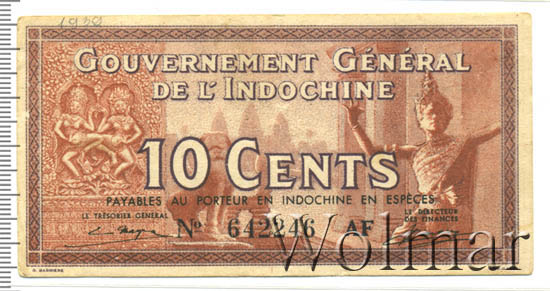 1939
GOUVERNEMENT GÉNÉRAL
DE L'INDOCHINE
10 CENTS
PAYABLES AU PORTEUR EN INDOCHINE EN ESPÈCES
LE TRÉSORIER GÉNÉRAL
LE DIRECTEUR
DES FINANCES
Nº 642246 AF
Wolmar